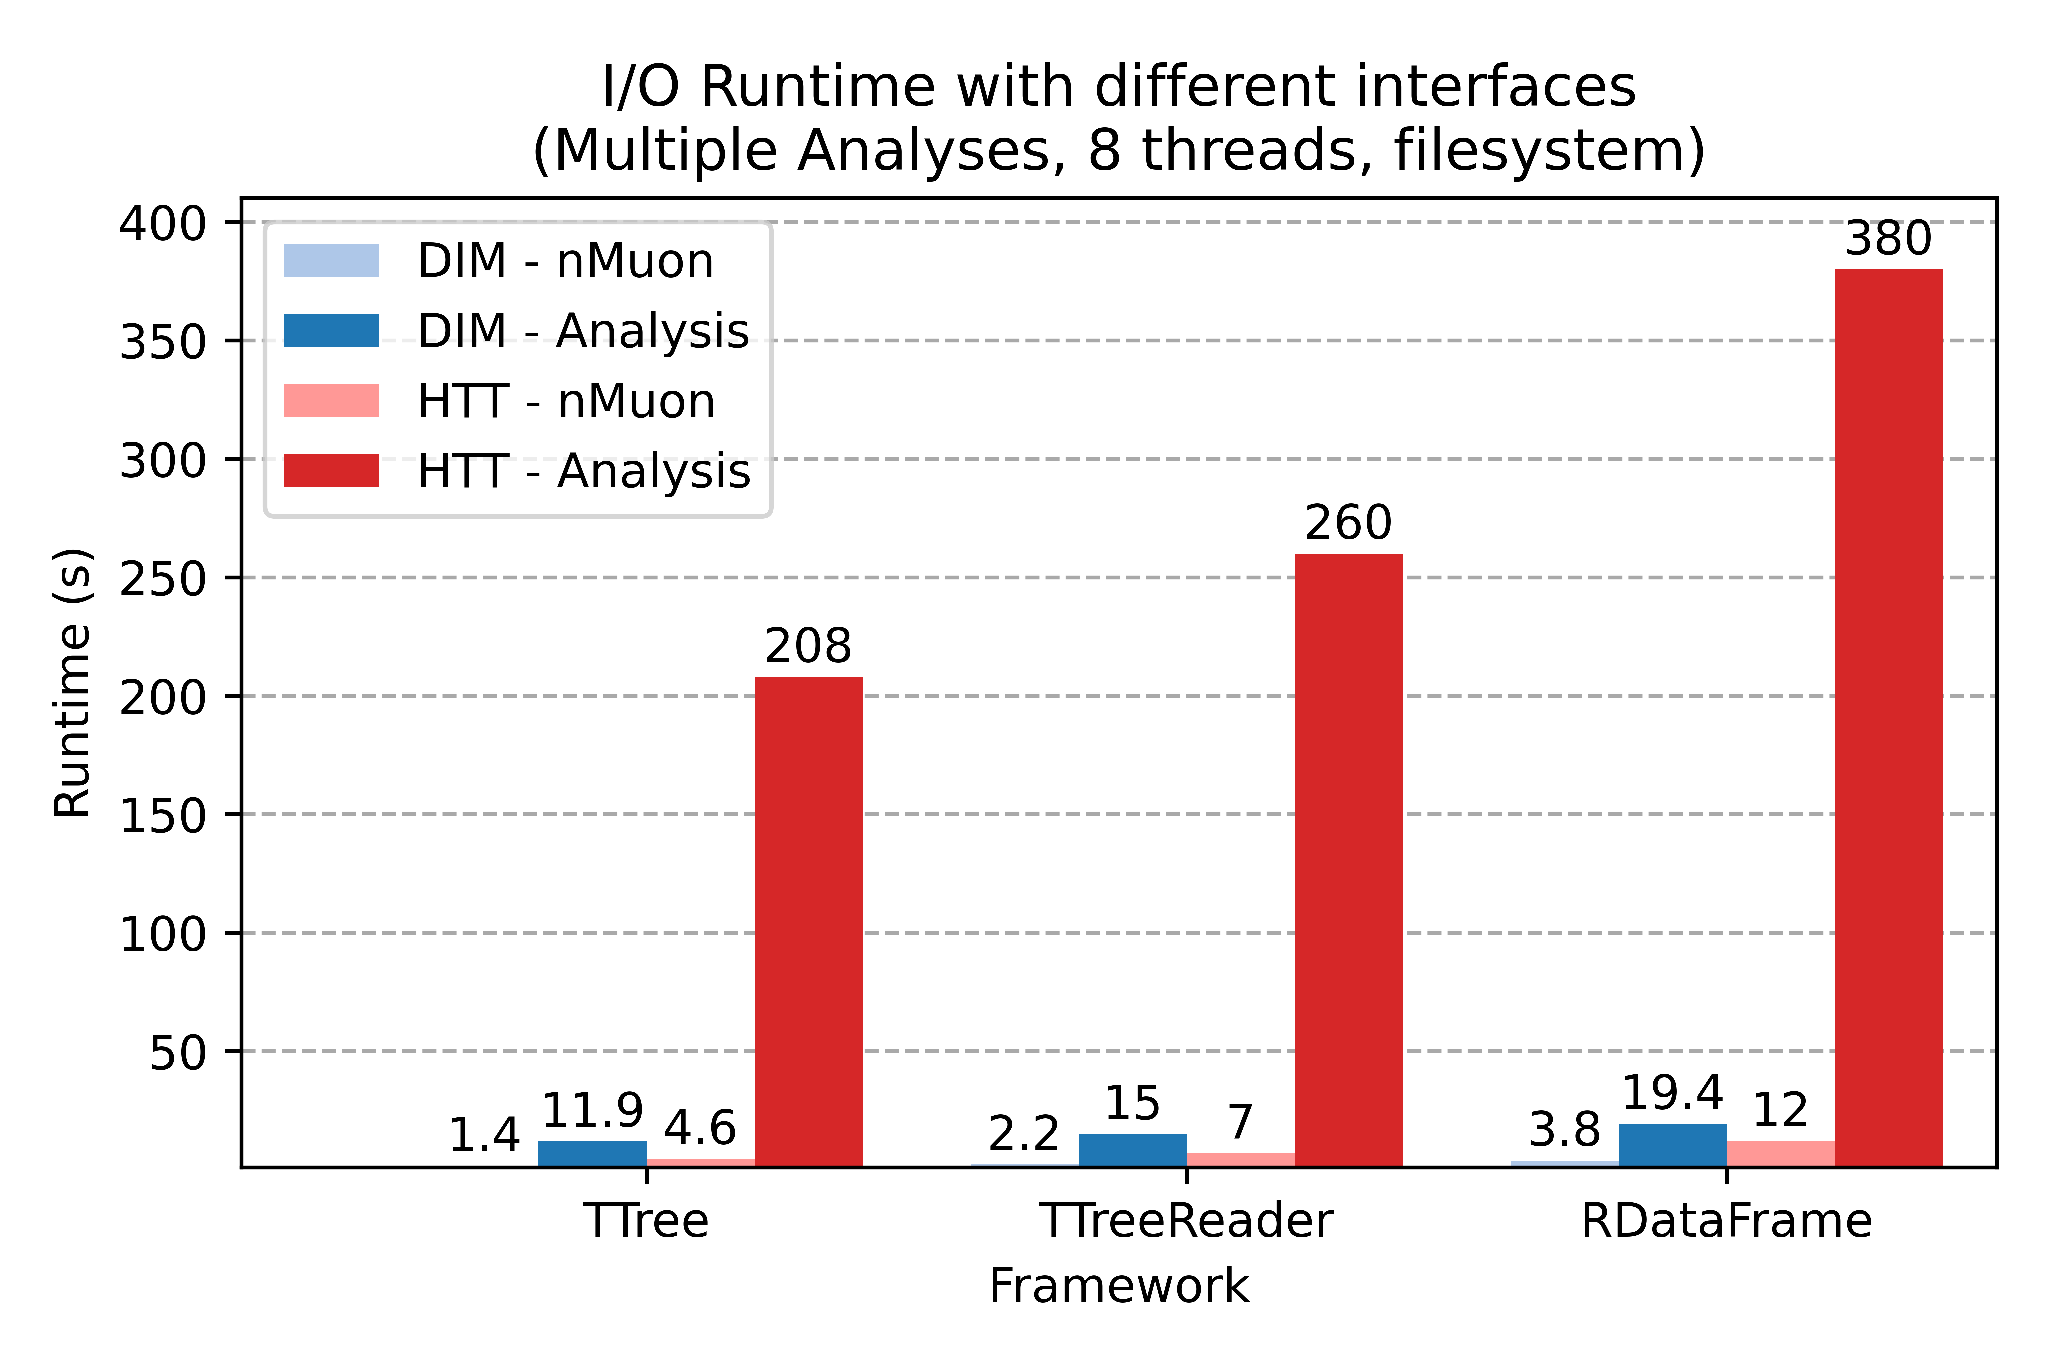 I/O Runtime with different interfaces
(Multiple Analyses, 8 threads, filesystem)
400
350
300
250
200
150
100
50
Runtime (s)
DIM - nMuon
DIM - Analysis
HTT - nMuon
HTT - Analysis
1.4
11.9
4.6
208
2.2
15
7
260
3.8
19.4
12
380
TTree
TTreeReader
RDataFrame
Framework